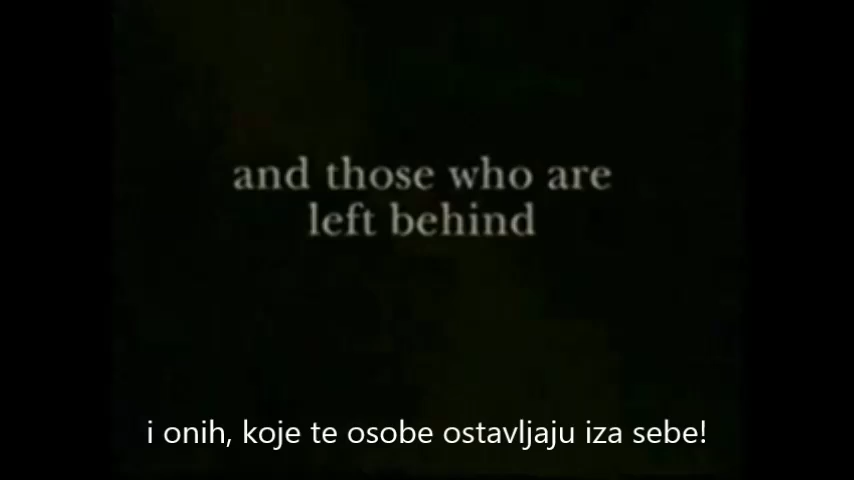 and those who are
left behind
i onih, koje te osobe ostavljaju iza sebe!